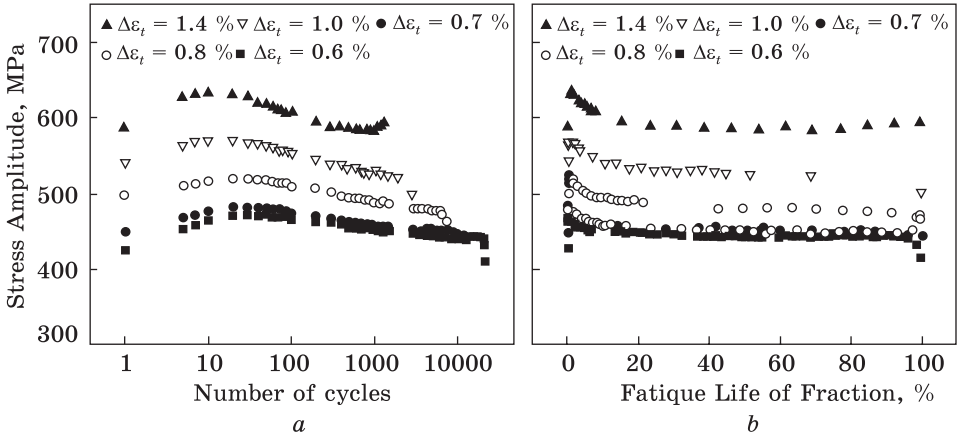 Stress Amplitude, MPa
700
600
500
400
300
▲ Δε_t = 1.4 % ▽ Δε_t = 1.0 % ● Δε_t = 0.7 %
○ Δε_t = 0.8 % ■ Δε_t = 0.6 %
1 10 100 1000 10000
Number of cycles
a
▲ Δε_t = 1.4 % ▽ Δε_t = 1.0 % ● Δε_t = 0.7 %
○ Δε_t = 0.8 % ■ Δε_t = 0.6 %
0 20 40 60 80 100
Fatique Life of Fraction, %
b